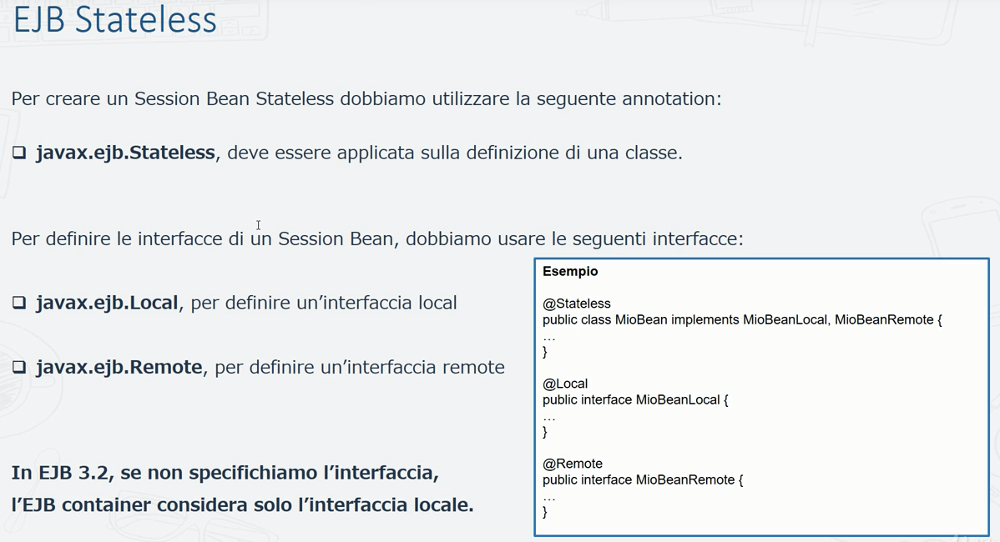 EJB Stateless
Per creare un Session Bean Stateless dobbiamo utilizzare la seguente annotation:
❑ javax.ejb.Stateless, deve essere applicata sulla definizione di una classe.
Per definire le interfacce di un Session Bean, dobbiamo usare le seguenti interfacce:
❑ javax.ejb.Local, per definire un’interfaccia local
❑ javax.ejb.Remote, per definire un’interfaccia remote
In EJB 3.2, se non specifichiamo l’interfaccia,
l’EJB container considera solo l’interfaccia locale.
Esempio
@Stateless
public class MioBean implements MioBeanLocal, MioBeanRemote {
…
}
@Local
public interface MioBeanLocal {
…
}
@Remote
public interface MioBeanRemote {
…
}